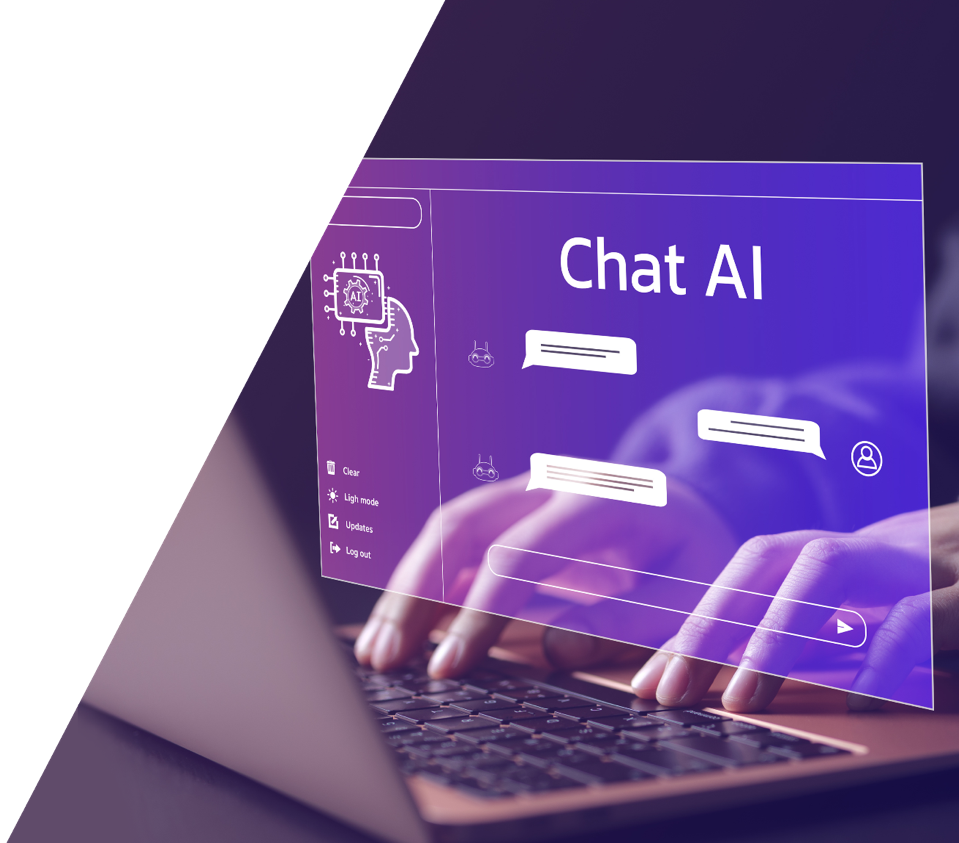 Chat AI
AI
Clear
Ligh mode
Updates
Log out